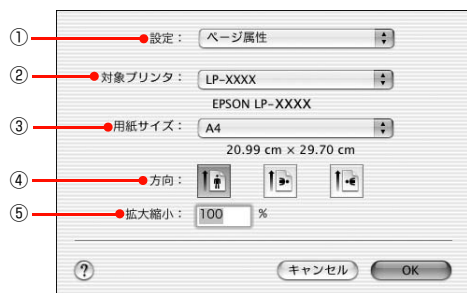 ① 設定： ページ属性
② 対象プリンタ： LP-XXXX
EPSON LP-XXXX
③ 用紙サイズ： A4
20.99 cm × 29.70 cm
④ 方向：
⑤ 拡大縮小： 100 %
? キャンセル OK